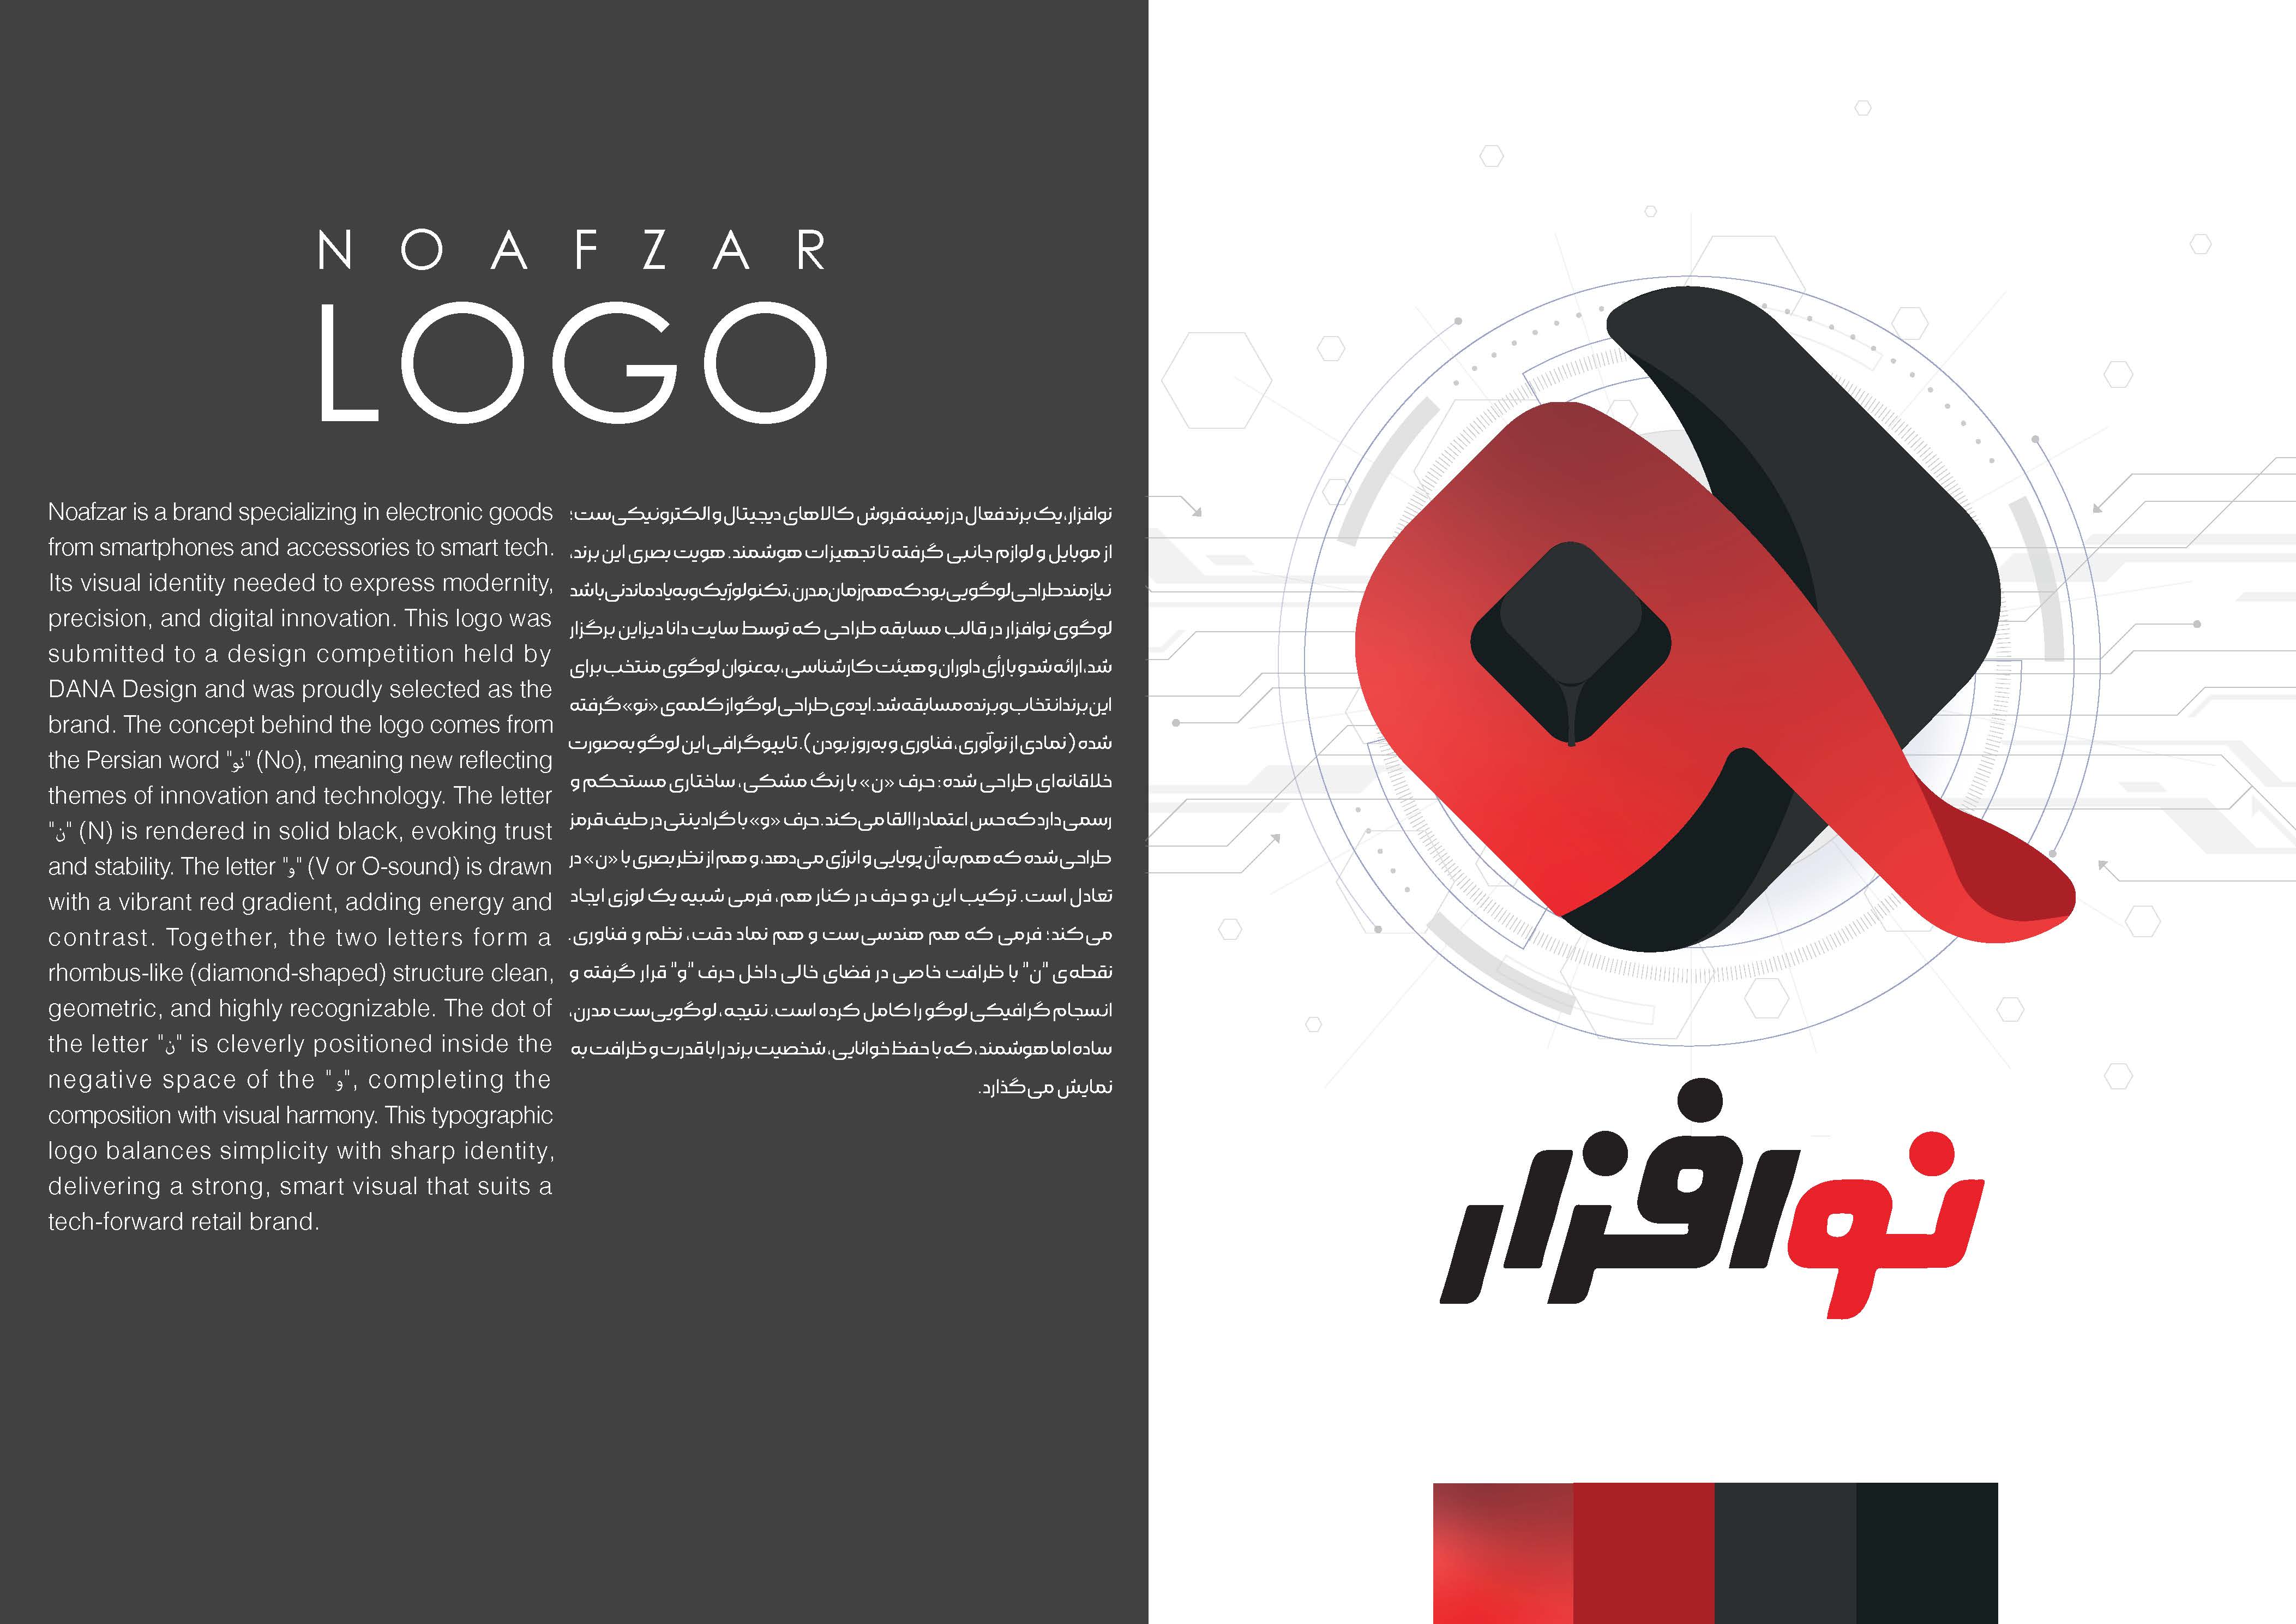 NOAFZAR
LOGO
Noafzar is a brand specializing in electronic goods
from smartphones and accessories to smart tech.
Its visual identity needed to express modernity,
precision, and digital innovation. This logo was
submitted to a design competition held by
DANA Design and was proudly selected as the
brand. The concept behind the logo comes from
the Persian word "نو" (No), meaning new reflecting
themes of innovation and technology. The letter
"ن" (N) is rendered in solid black, evoking trust
and stability. The letter "و" (V or O-sound) is drawn
with a vibrant red gradient, adding energy and
contrast. Together, the two letters form a
rhombus-like (diamond-shaped) structure clean,
geometric, and highly recognizable. The dot of
the letter "ن" is cleverly positioned inside the
negative space of the "و", completing the
composition with visual harmony. This typographic
logo balances simplicity with sharp identity,
delivering a strong, smart visual that suits a
tech-forward retail brand.
نوافزار، یک برند فعال در زمینه فروش کالاهای دیجیتال و الکترونیکی‌ست؛
از موبایل و لوازم جانبی گرفته تا تجهیزات هوشمند. هویت بصری این برند،
نیازمند طراحی لوگویی بود که هم‌زمان مدرن، تکنولوژیک و به‌یادماندنی باشد
لوگوی نوافزار در قالب مسابقه طراحی که توسط سایت دانا دیزاین برگزار
شد، ارائه شد و با رأی داوران و هیئت کارشناسی، به‌عنوان لوگوی منتخب برای
این برند انتخاب و برنده مسابقه شد. ایده‌ی طراحی لوگو از کلمه‌ی «نو» گرفته
شده ( نمادی از نوآوری، فناوری و به‌روز بودن ). تایپوگرافی این لوگو به‌صورت
خلاقانه‌ای طراحی شده: حرف «ن» با رنگ مشکی، ساختاری مستحکم و
رسمی دارد که حس اعتماد را القا می‌کند. حرف «و» با گرادینتی در طیف قرمز
طراحی شده که هم به آن پویایی و انرژی می‌دهد، و هم از نظر بصری با «ن» در
تعادل است. ترکیب این دو حرف در کنار هم، فرمی شبیه یک لوزی ایجاد
می‌کند؛ فرمی که هم هندسی‌ست و هم نماد دقت، نظم و فناوری.
نقطه‌ی "ن" با ظرافت خاصی در فضای خالی داخل حرف "و" قرار گرفته و
انسجام گرافیکی لوگو را کامل کرده است. نتیجه، لوگویی‌ست مدرن،
ساده اما هوشمند، که با حفظ خوانایی، شخصیت برند را با قدرت و ظرافت به
نمایش می‌گذارد.
نوافزار